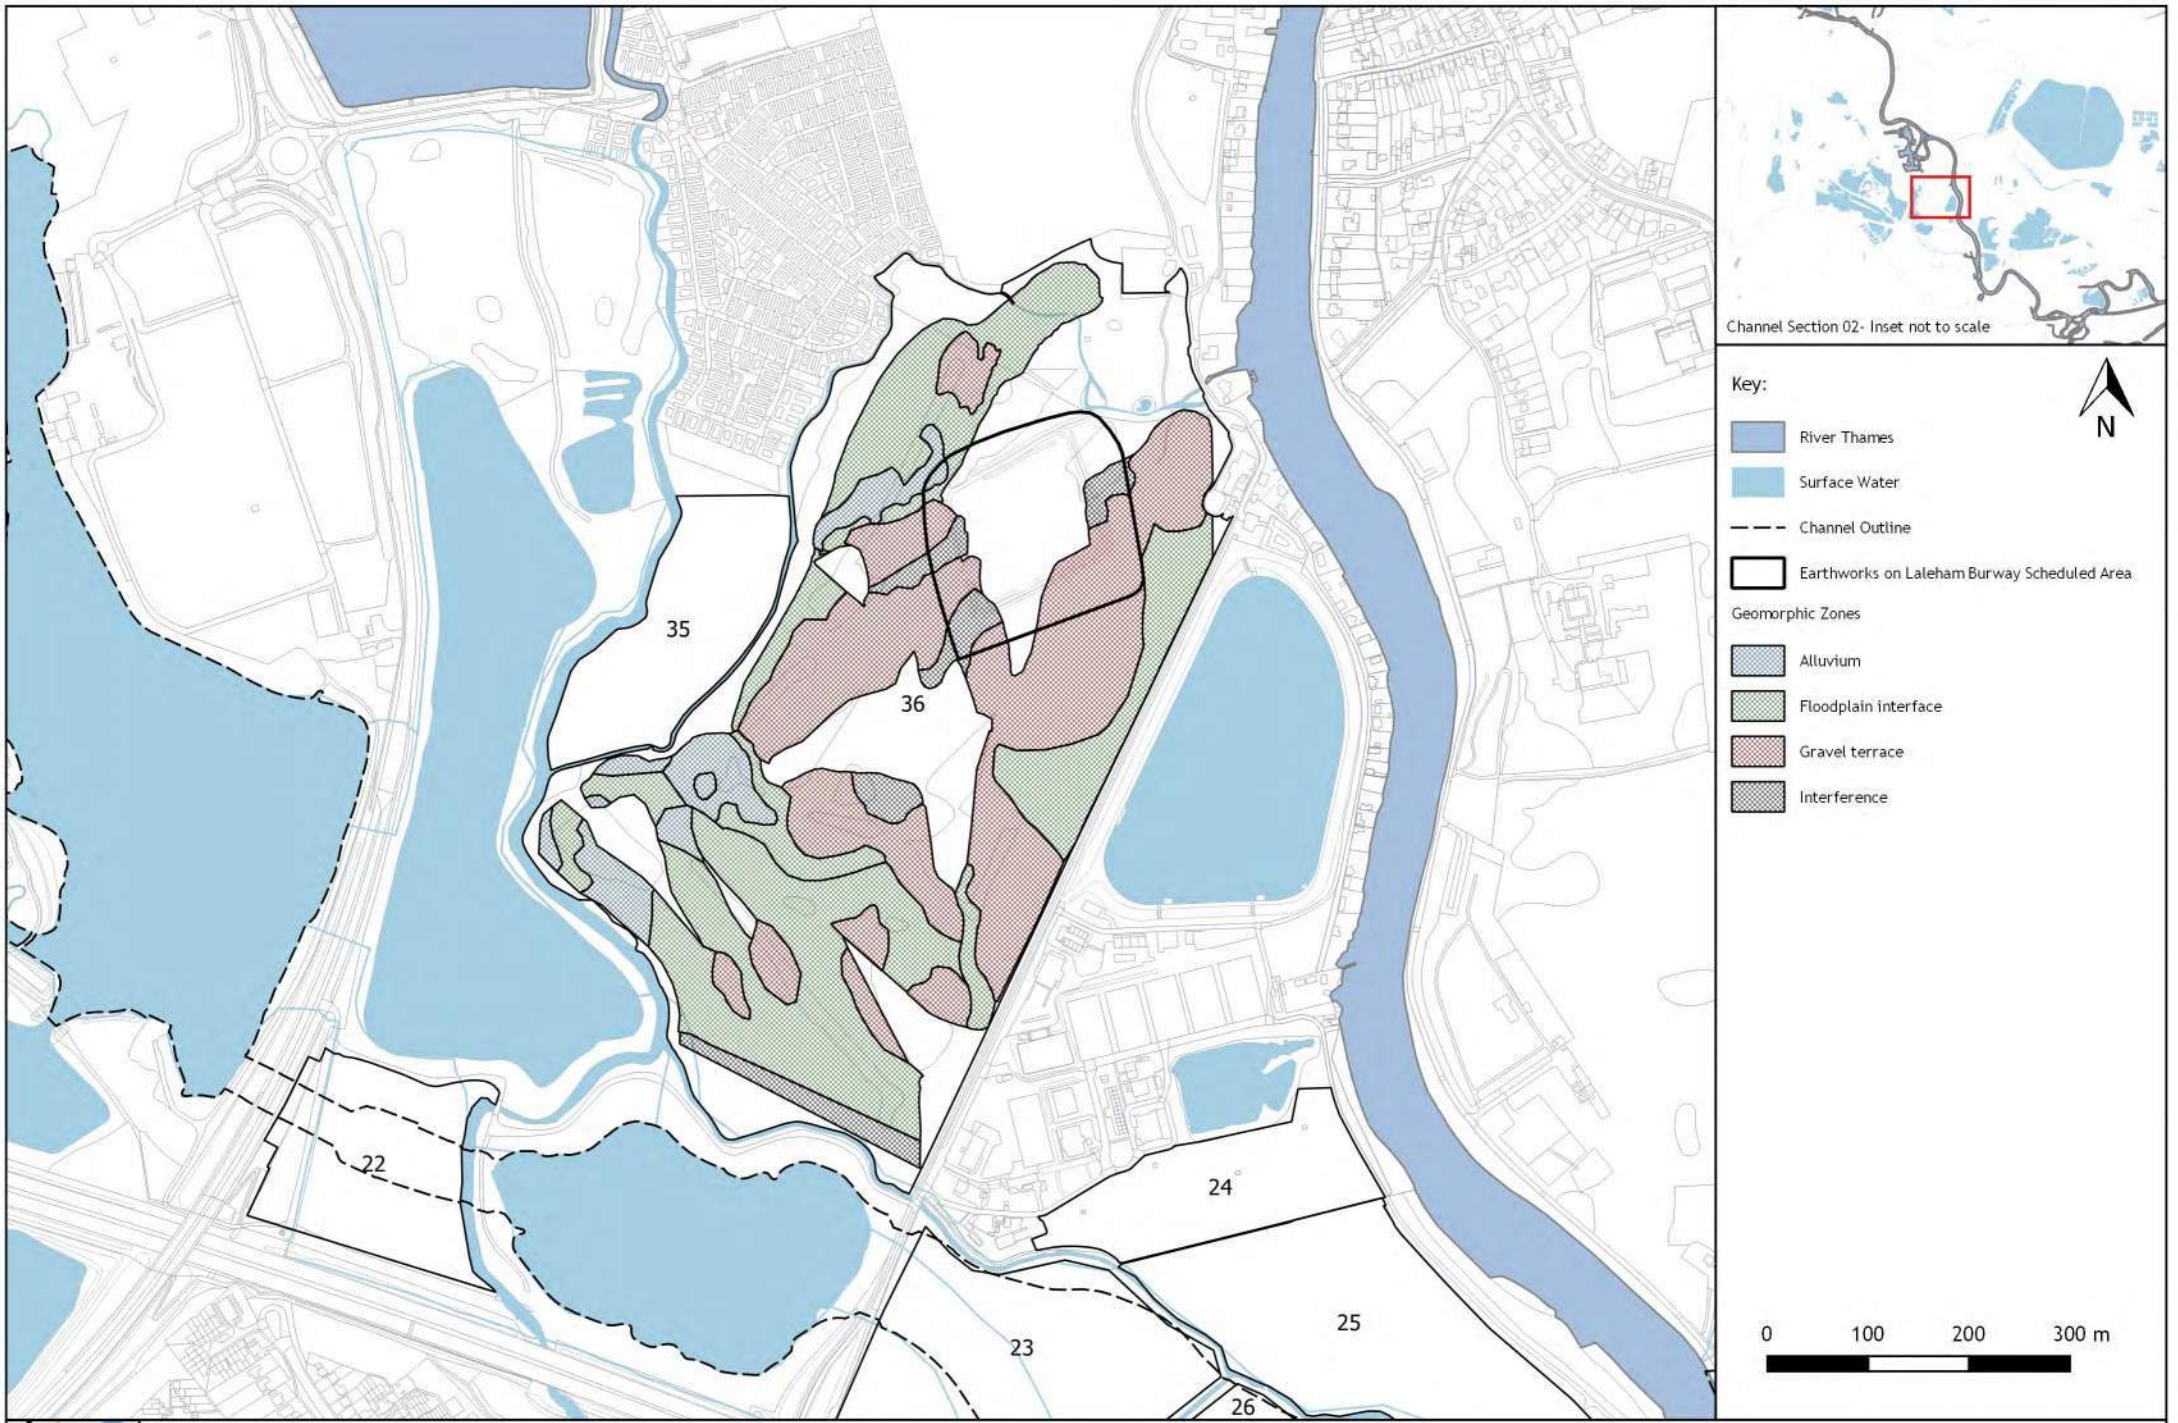 Channel Section 02- Inset not to scale
Key:
N
River Thames
Surface Water
Channel Outline
Earthworks on Laleham Burway Scheduled Area
Geomorphic Zones
Alluvium
Floodplain interface
Gravel terrace
Interference
0 100 200 300 m
35
36
22
24
25
23
26